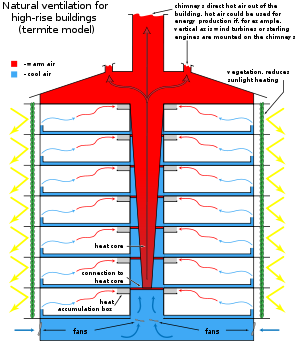 Natural ventilation for
high-rise buildings
(termite model)
- warm air
- cool air
chimneys direct hot air out of the
building. hot air could be used for
energy production if, for example,
vertical axis wind turbines or sterling
engines are mounted on the chimneys
vegetation, reduces
sunlight heating
heat core
connection to
heat core
heat
accumulation box
fans
fans